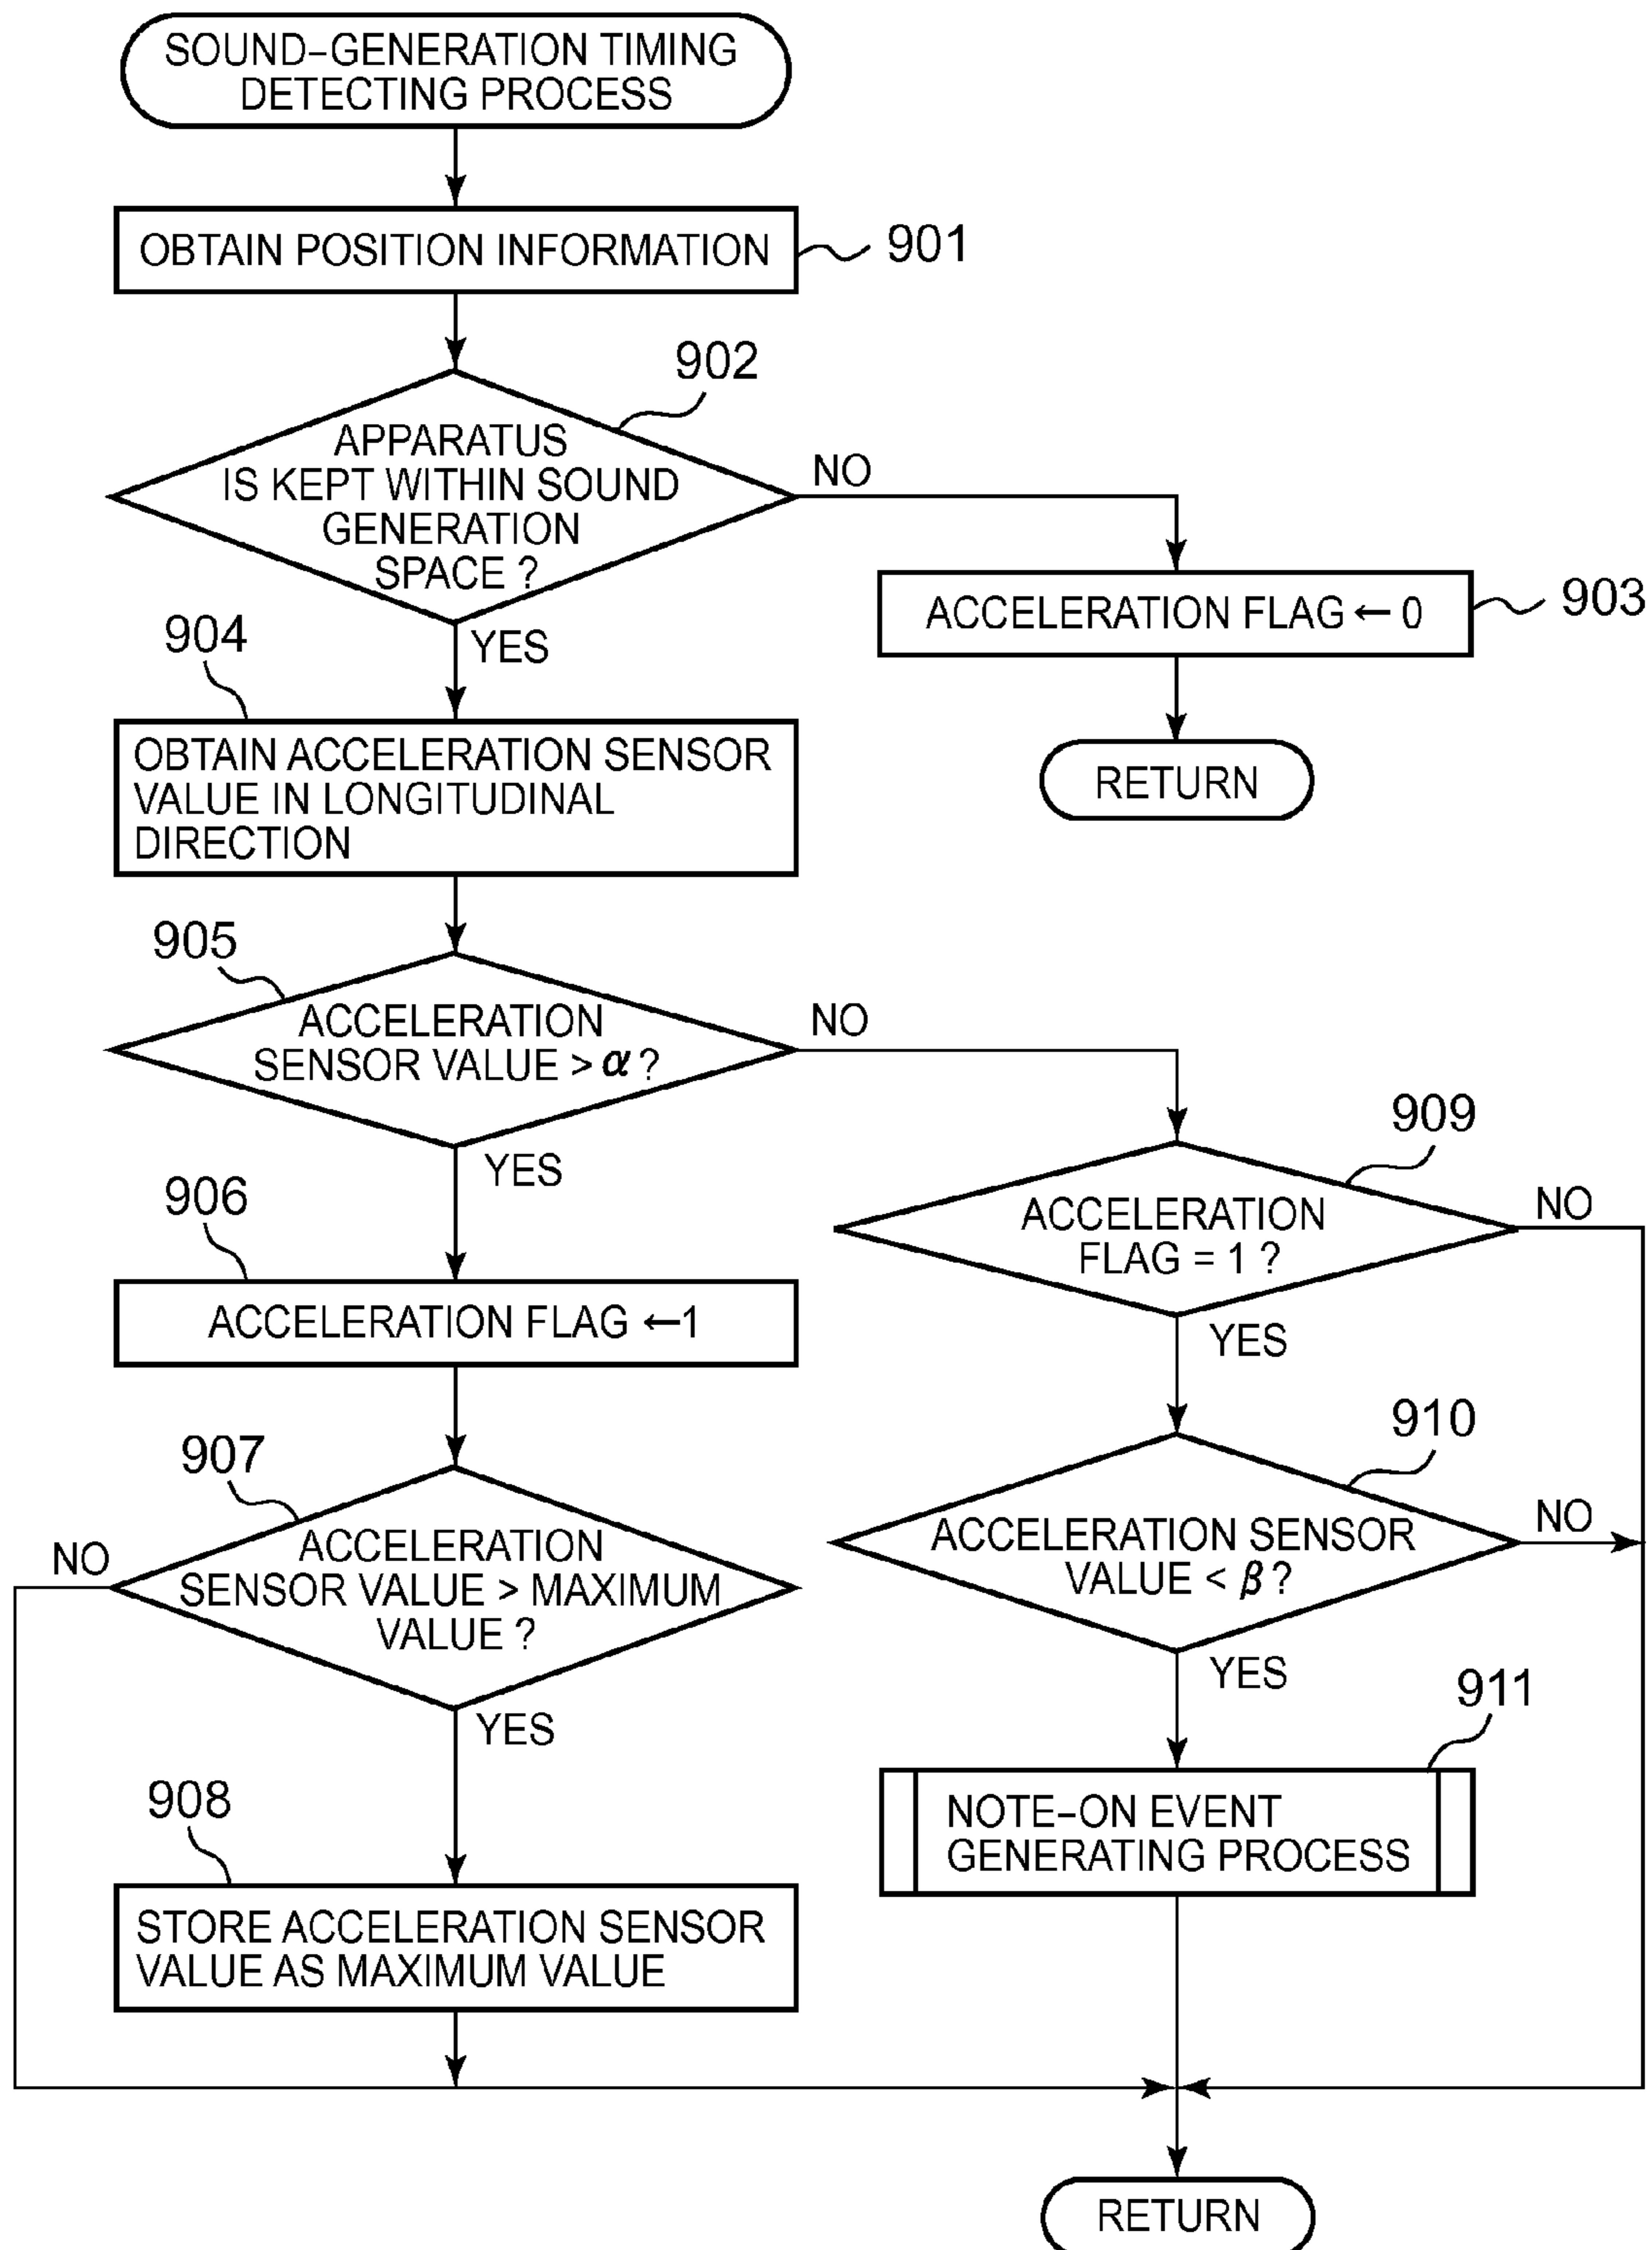 SOUND-GENERATION TIMING
DETECTING PROCESS
OBTAIN POSITION INFORMATION
901
902
APPARATUS
IS KEPT WITHIN SOUND
GENERATION
SPACE ?
NO
YES
ACCELERATION FLAG ← 0
903
RETURN
904
OBTAIN ACCELERATION SENSOR
VALUE IN LONGITUDINAL
DIRECTION
905
ACCELERATION
SENSOR VALUE > α ?
NO
YES
906
ACCELERATION FLAG ←1
907
ACCELERATION
SENSOR VALUE > MAXIMUM
VALUE ?
NO
YES
908
STORE ACCELERATION SENSOR
VALUE AS MAXIMUM VALUE
909
ACCELERATION
FLAG = 1 ?
NO
YES
910
ACCELERATION SENSOR
VALUE < β ?
NO
YES
911
NOTE-ON EVENT
GENERATING PROCESS
RETURN